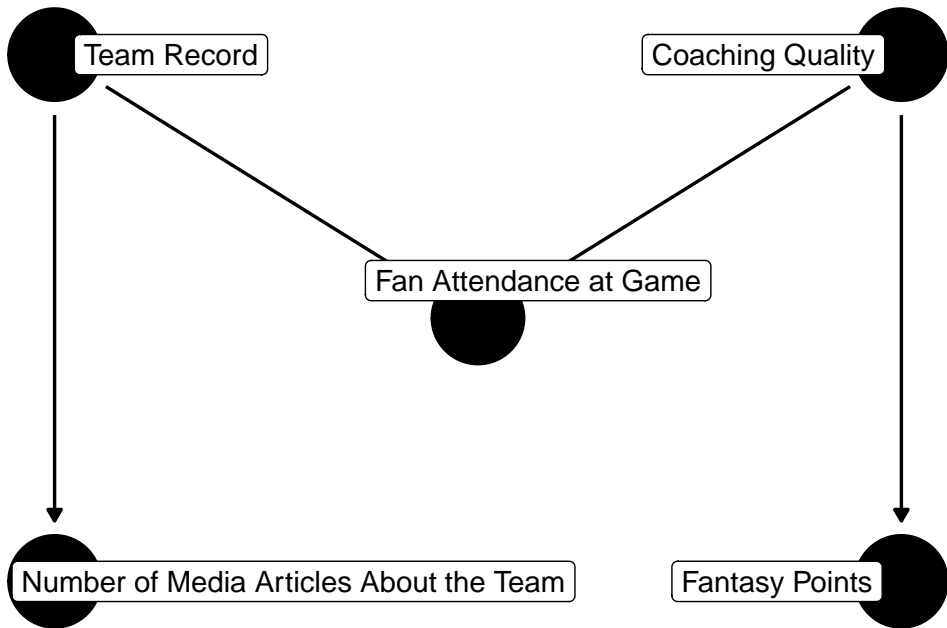 Team Record
Coaching Quality
Fan Attendance at Game
Number of Media Articles About the Team
Fantasy Points